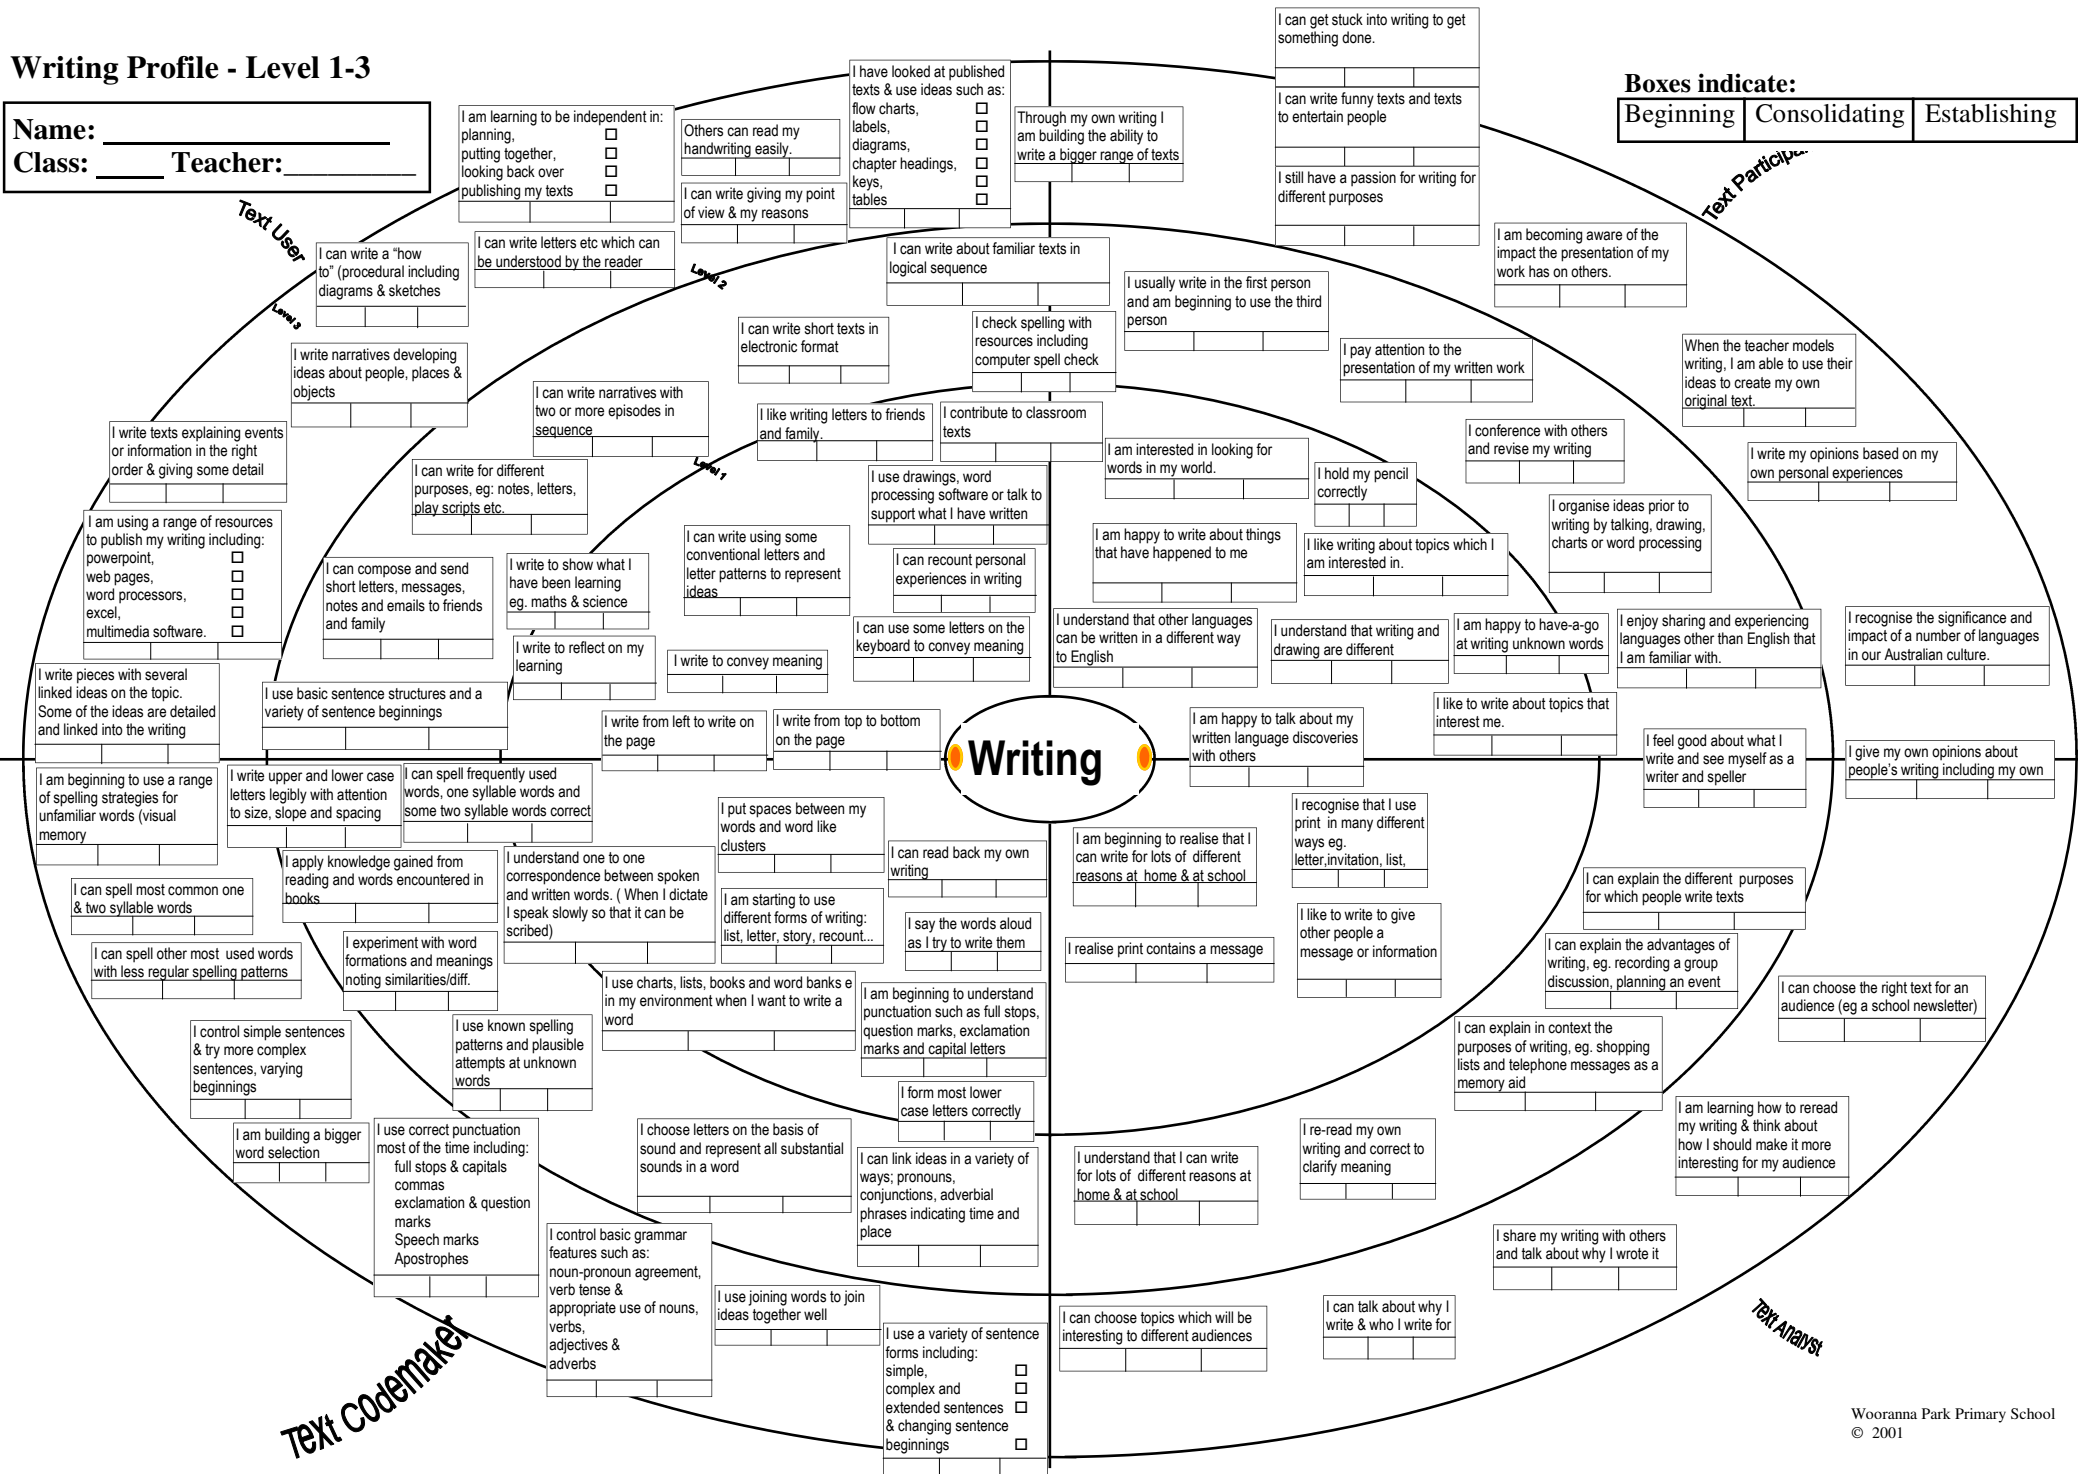 Writing Profile - Level 1-3
Name:
Class: Teacher:
Boxes indicate:
Beginning Consolidating Establishing
Text User
Level 3
Level 2
Level 1
I am learning to be independent in:
planning,
putting together,
looking back over
publishing my texts
Others can read my
handwriting easily.
I can write giving my point
of view & my reasons
I have looked at published
texts & use ideas such as:
flow charts,
labels,
diagrams,
chapter headings,
keys,
tables
I can write a “how
to” (procedural including
diagrams & sketches
I can write letters etc which can
be understood by the reader
I write narratives developing
ideas about people, places &
objects
I can write short texts in
electronic format
I can write narratives with
two or more episodes in
sequence
I like writing letters to friends
and family.
I write texts explaining events
or information in the right
order & giving some detail
I can write for different
purposes, eg: notes, letters,
play scripts etc.
I use drawings, word
processing software or talk to
support what I have written
I am using a range of resources
to publish my writing including:
powerpoint,
web pages,
word processors,
excel,
multimedia software.
I can compose and send
short letters, messages,
notes and emails to friends
and family
I write to show what I
have been learning
eg. maths & science
I can write using some
conventional letters and
letter patterns to represent
ideas
I can recount personal
experiences in writing
I write to reflect on my
learning
I write to convey meaning
I can use some letters on the
keyboard to convey meaning
I write pieces with several
linked ideas on the topic.
Some of the ideas are detailed
and linked into the writing
I use basic sentence structures and a
variety of sentence beginnings
I write from left to write on
the page
I write from top to bottom
on the page
Writing
Text
Through my own writing I
am building the ability to
write a bigger range of texts
I can get stuck into writing to get
something done.
I can write funny texts and texts
to entertain people
I still have a passion for writing for
different purposes
I can write about familiar texts in
logical sequence
I usually write in the first person
and am beginning to use the third
person
I am becoming aware of the
impact the presentation of my
work has on others.
I check spelling with
resources including
computer spell check
I pay attention to the
presentation of my written work
When the teacher models
writing, I am able to use their
ideas to create my own
original text.
I contribute to classroom
texts
I am interested in looking for
words in my world.
I hold my pencil
correctly
I conference with others
and revise my writing
I write my opinions based on my
own personal experiences
I am happy to write about things
that have happened to me
I like writing about topics which I
am interested in.
I organise ideas prior to
writing by talking, drawing,
charts or word processing
I understand that other languages
can be written in a different way
to English
I understand that writing and
drawing are different
I am happy to have-a-go
at writing unknown words
I enjoy sharing and experiencing
languages other than English that
I am familiar with.
I recognise the significance and
impact of a number of languages
in our Australian culture.
I am happy to talk about my
written language discoveries
with others
I like to write about topics that
interest me.
I feel good about what I
write and see myself as a
writer and speller
I give my own opinions about
people’s writing including my own
I am beginning to use a range
of spelling strategies for
unfamiliar words (visual
memory
I write upper and lower case
letters legibly with attention
to size, slope and spacing
I can spell frequently used
words, one syllable words and
some two syllable words correct
I put spaces between my
words and word like
clusters
I can read back my own
writing
I apply knowledge gained from
reading and words encountered in
books
I understand one to one
correspondence between spoken
and written words. ( When I dictate
I speak slowly so that it can be
scribed)
I can spell most common one
& two syllable words
I am starting to use
different forms of writing:
list, letter, story, recount...
I say the words aloud
as I try to write them
I can spell other most used words
with less regular spelling patterns
I experiment with word
formations and meanings
noting similarities/diff.
I use charts, lists, books and word banks e
in my environment when I want to write a
word
I am beginning to understand
punctuation such as full stops,
question marks, exclamation
marks and capital letters
I control simple sentences
& try more complex
sentences, varying
beginnings
I use known spelling
patterns and plausible
attempts at unknown
words
I form most lower
case letters correctly
I am building a bigger
word selection
I use correct punctuation
most of the time including:
full stops & capitals
commas
exclamation & question
marks
Speech marks
Apostrophes
I choose letters on the basis of
sound and represent all substantial
sounds in a word
I can link ideas in a variety of
ways; pronouns,
conjunctions, adverbial
phrases indicating time and
place
I control basic grammar
features such as:
noun-pronoun agreement,
verb tense &
appropriate use of nouns,
verbs,
adjectives &
adverbs
I use joining words to join
ideas together well
I use a variety of sentence
forms including:
simple,
complex and
extended sentences
& changing sentence
beginnings
Text Codemaker
I am beginning to realise that I
can write for lots of different
reasons at home & at school
I recognise that I use
print in many different
ways eg.
letter,invitation, list,
I like to write to give
other people a
message or information
I realise print contains a message
I can explain the different purposes
for which people write texts
I can explain the advantages of
writing, eg. recording a group
discussion, planning an event
I can choose the right text for an
audience (eg a school newsletter)
I can explain in context the
purposes of writing, eg. shopping
lists and telephone messages as a
memory aid
I am learning how to reread
my writing & think about
how I should make it more
interesting for my audience
I understand that I can write
for lots of different reasons at
home & at school
I re-read my own
writing and correct to
clarify meaning
I share my writing with others
and talk about why I wrote it
I can choose topics which will be
interesting to different audiences
I can talk about why I
write & who I write for
Text Analyst
Wooranna Park Primary School
© 2001